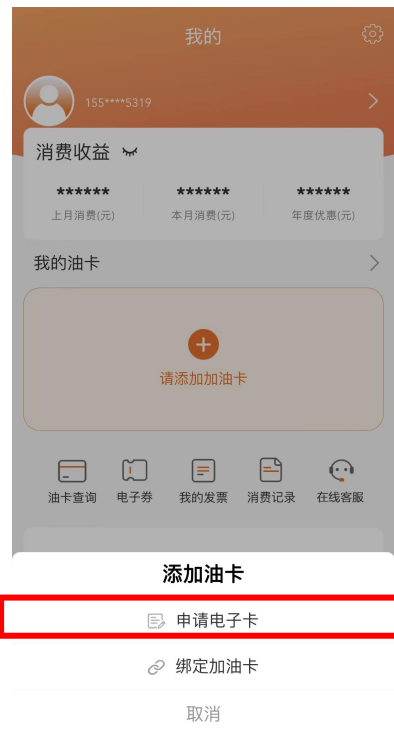 我的
155****5319
消费收益
****** ****** ******
上月消费(元) 本月消费(元) 年度优惠(元)
我的油卡
请添加加油卡
油卡查询 电子券 我的发票 消费记录 在线客服
添加油卡
申请电子卡
绑定加油卡
取消